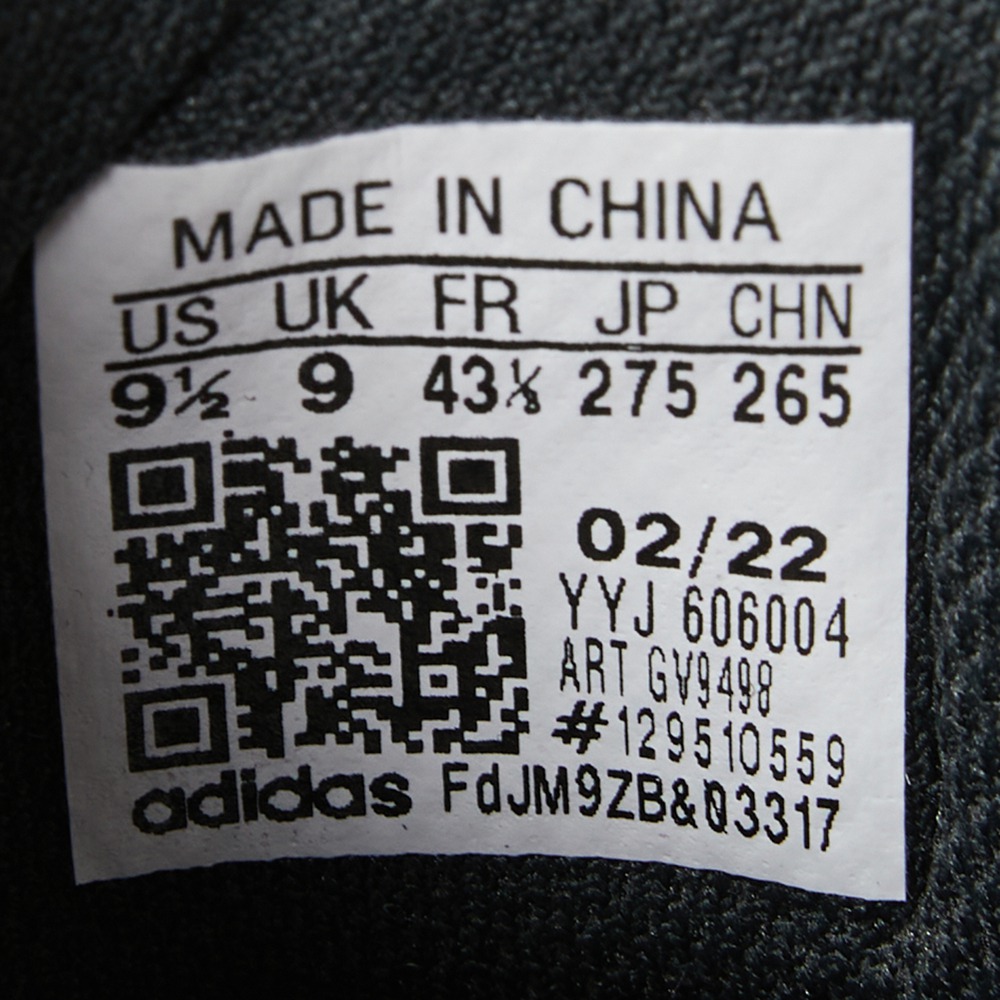 MADE IN CHINA
US UK FR JP CHN
9½ 9 43⅓ 275 265
02/22
YYJ 606004
ART GV9498
#129510559
adidas FdJM9ZB&03317